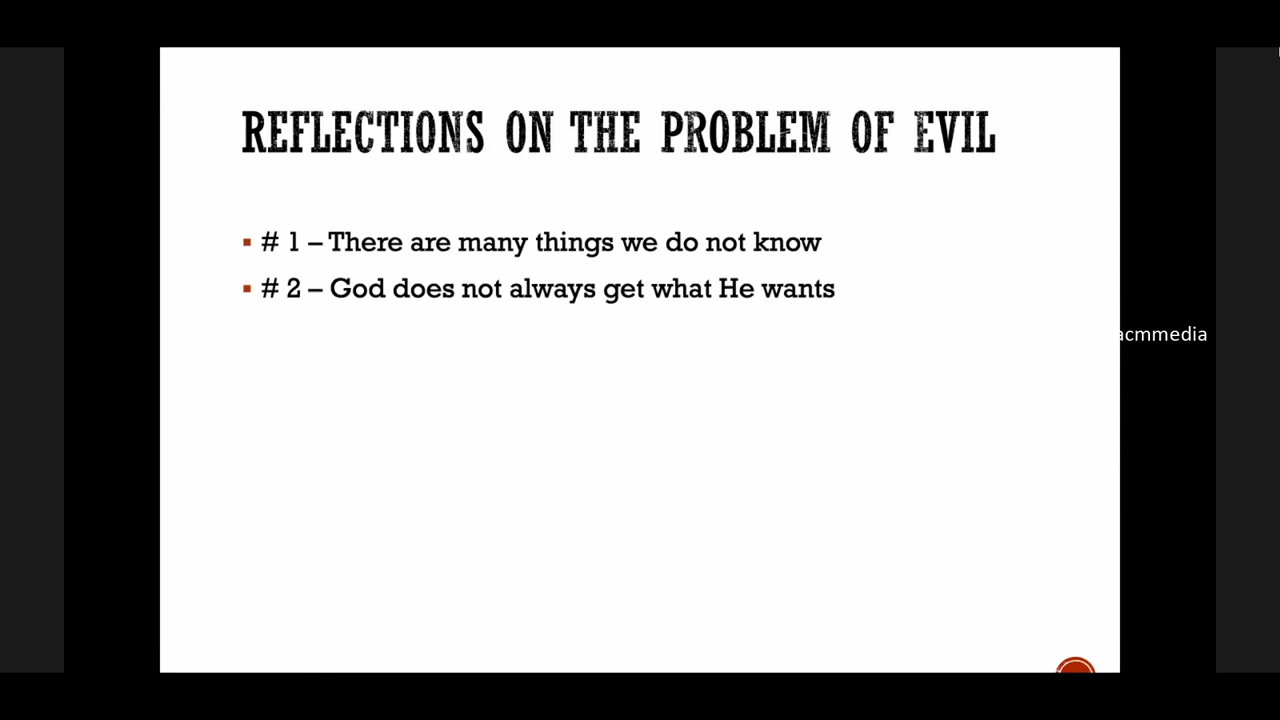 REFLECTIONS ON THE PROBLEM OF EVIL
# 1 – There are many things we do not know
# 2 – God does not always get what He wants
acmmedia